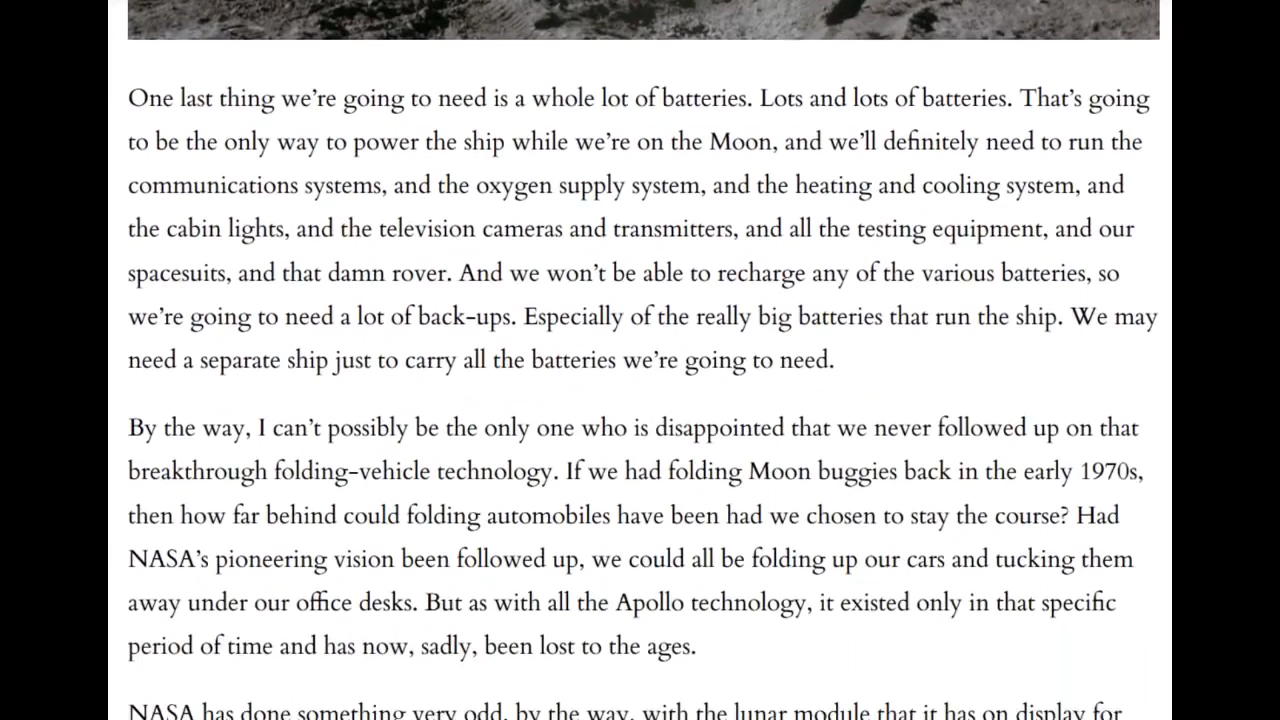 One last thing we’re going to need is a whole lot of batteries. Lots and lots of batteries. That’s going
to be the only way to power the ship while we’re on the Moon, and we’ll definitely need to run the
communications systems, and the oxygen supply system, and the heating and cooling system, and
the cabin lights, and the television cameras and transmitters, and all the testing equipment, and our
spacesuits, and that damn rover. And we won’t be able to recharge any of the various batteries, so
we’re going to need a lot of back-ups. Especially of the really big batteries that run the ship. We may
need a separate ship just to carry all the batteries we’re going to need.
By the way, I can’t possibly be the only one who is disappointed that we never followed up on that
breakthrough folding-vehicle technology. If we had folding Moon buggies back in the early 1970s,
then how far behind could folding automobiles have been had we chosen to stay the course? Had
NASA’s pioneering vision been followed up, we could all be folding up our cars and tucking them
away under our office desks. But as with all the Apollo technology, it existed only in that specific
period of time and has now, sadly, been lost to the ages.
NASA has done something very odd, by the way, with the lunar module that it has on display for